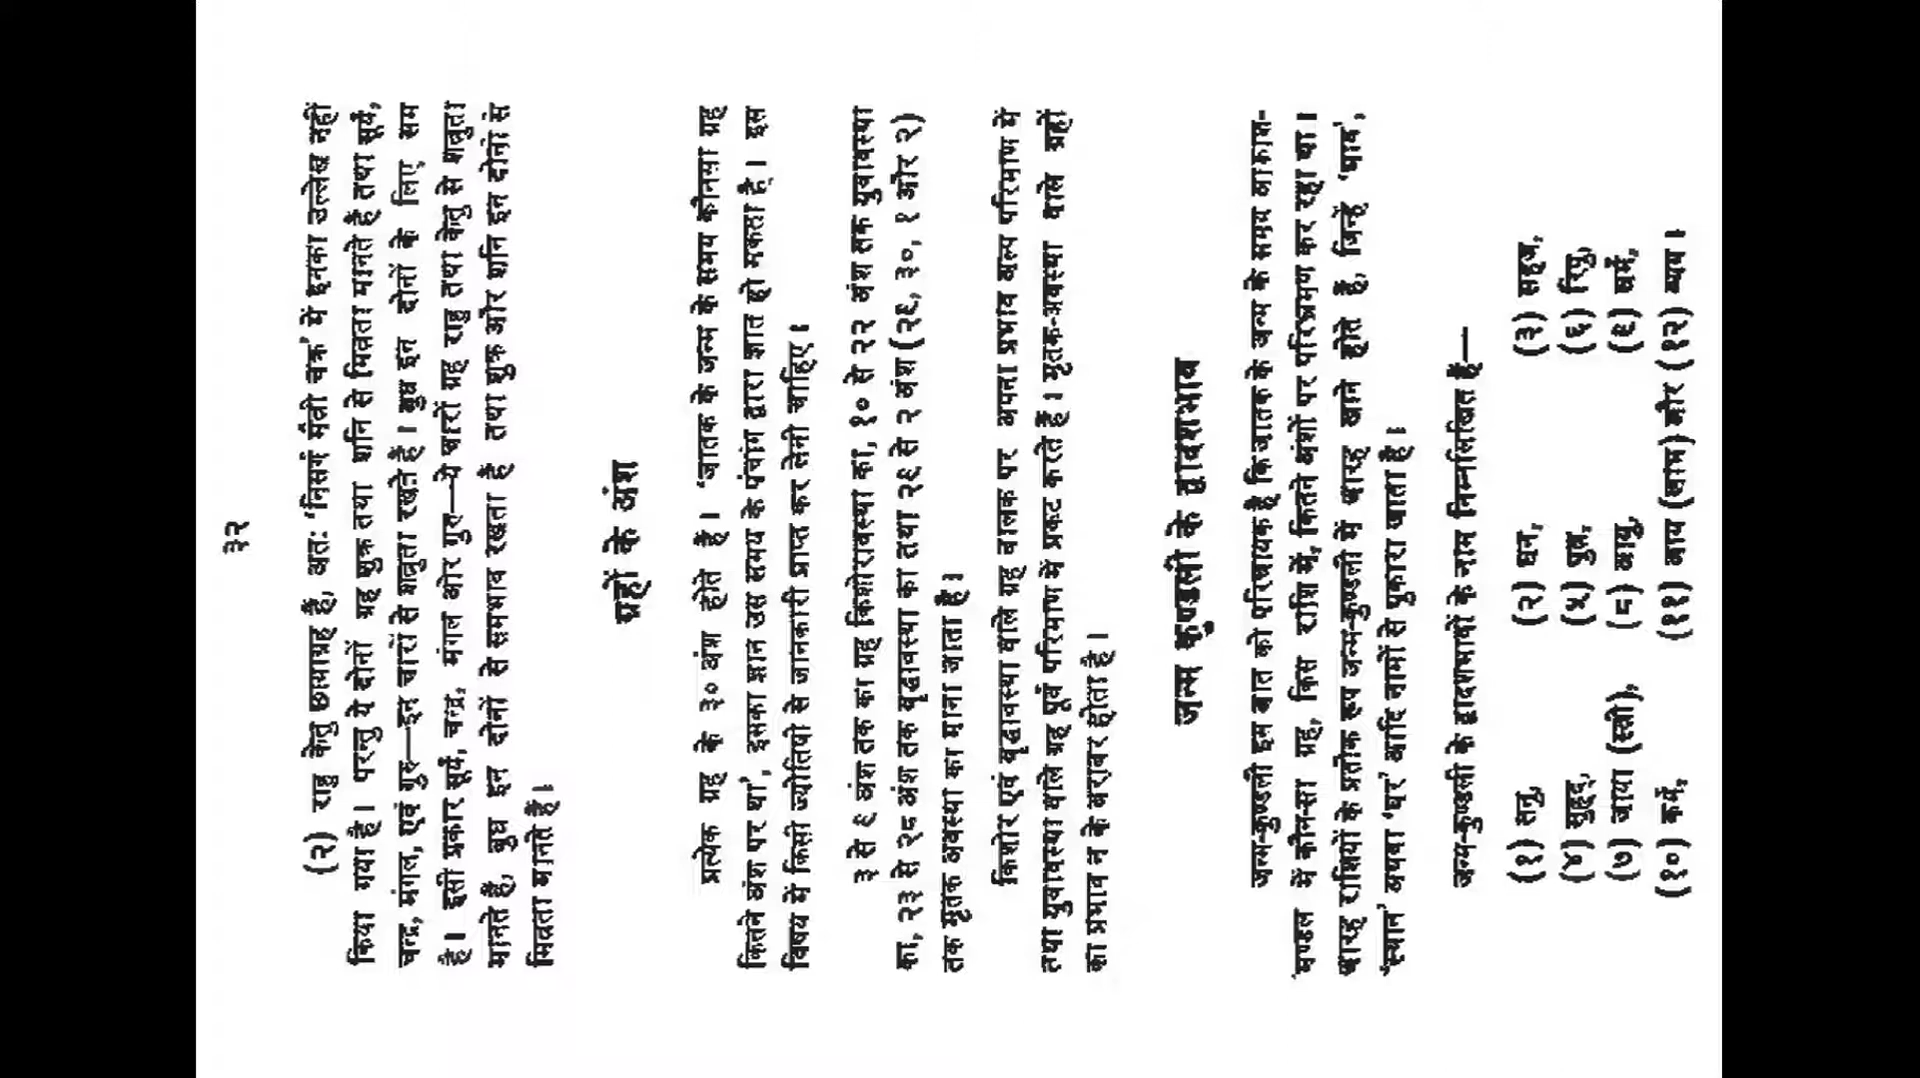 ३२
(२) राहु केतु छायाग्रह हैं, अतः ‘निसर्ग मैत्री चक्र’ में इनका उल्लेख नहीं
किया गया है । परन्तु ये दोनों ग्रह शुक्र तथा शनि से मित्रता मानते हैं तथा सूर्य,
चन्द्र, मंगल, एवं गुरु—इन चारों से शत्रुता रखते हैं । बुध इन दोनों के लिए सम
है । इसी प्रकार सूर्य, चन्द्र, मंगल और गुरु—ये चारों ग्रह राहु तथा केतु से शत्रुता
मानते हैं, बुध इन दोनों से समभाव रखता है तथा शुक्र और शनि इन दोनों से
मित्रता मानते हैं ।
ग्रहों के अंश
प्रत्येक ग्रह के ३० अंश होते हैं । ‘जातक के जन्म के समय कौनसा ग्रह
कितने अंश पर था’, इसका ज्ञान उस समय के पंचांग द्वारा ज्ञात हो सकता है । इस
विषय में किसी ज्योतिषी से जानकारी प्राप्त कर लेनी चाहिए ।
३ से ९ अंश तक का ग्रह किशोरावस्था का, १० से २२ अंश तक युवावस्था
का, २३ से २८ अंश तक वृद्धावस्था का तथा २९ से २ अंश (२९, ३०, १ और २)
तक मृतक अवस्था का माना जाता है ।
किशोर एवं वृद्धावस्था वाले ग्रह बालक पर अपना प्रभाव अल्प परिमाण में
तथा युवावस्था वाले ग्रह पूर्ण परिमाण में प्रकट करते हैं । मृतक-अवस्था वाले ग्रहों
का प्रभाव न के बराबर होता है ।
जन्म कुण्डली के द्वादशभाव
जन्म-कुण्डली इस बात को परिचायक है कि जातक के जन्म के समय आकाश-
मण्डल में कौन-सा ग्रह, किस राशि में, कितने अंशों पर परिभ्रमण कर रहा था ।
बारह राशियों के प्रतीक रूप जन्म-कुण्डली में बारह खाने होते हैं, जिन्हें ‘भाव’,
‘स्थान’ अथवा ‘घर’ आदि नामों से पुकारा जाता है ।
जन्म-कुण्डली के द्वादशभावों के नाम निम्नलिखित हैं—
(१) तनु, (२) धन, (३) सहज,
(४) सुहृद, (५) पुत्र, (६) रिपु,
(७) जाया (स्त्री), (८) आयु, (९) धर्म,
(१०) कर्म, (११) आय (लाभ) और (१२) व्यय ।